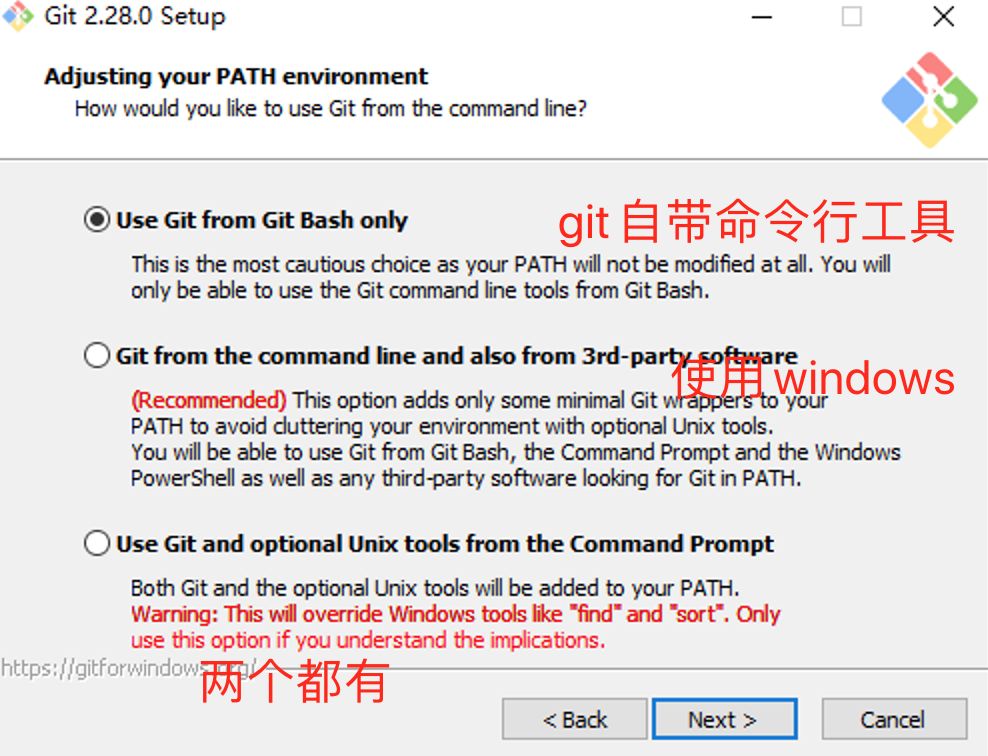 Git 2.28.0 Setup
Adjusting your PATH environment
How would you like to use Git from the command line?
Use Git from Git Bash only
git 自带命令行工具
This is the most cautious choice as your PATH will not be modified at all. You will
only be able to use the Git command line tools from Git Bash.
Git from the command line and also from 3rd-party software
使用 windows
(Recommended) This option adds only some minimal Git wrappers to your
PATH to avoid cluttering your environment with optional Unix tools.
You will be able to use Git from Git Bash, the Command Prompt and the Windows
PowerShell as well as any third-party software looking for Git in PATH.
Use Git and optional Unix tools from the Command Prompt
Both Git and the optional Unix tools will be added to your PATH.
Warning: This will override Windows tools like "find" and "sort". Only
use this option if you understand the implications.
https://gitforwindows.org/
两个都有
< Back
Next >
Cancel